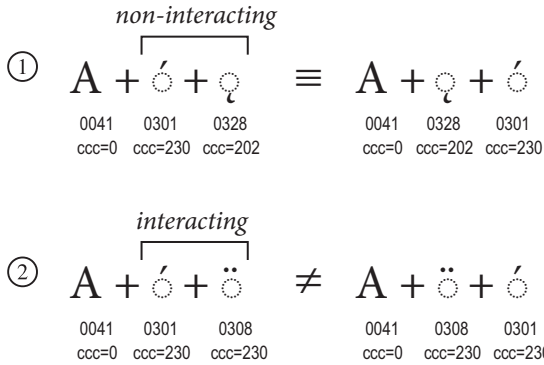 non-interacting
① A + ◌́ + ◌̨ ≡ A + ◌̨ + ◌́
0041 0301 0328 0041 0328 0301
ccc=0 ccc=230 ccc=202 ccc=0 ccc=202 ccc=230
interacting
② A + ◌́ + ◌̈ ≠ A + ◌̈ + ◌́
0041 0301 0308 0041 0308 0301
ccc=0 ccc=230 ccc=230 ccc=0 ccc=230 ccc=230